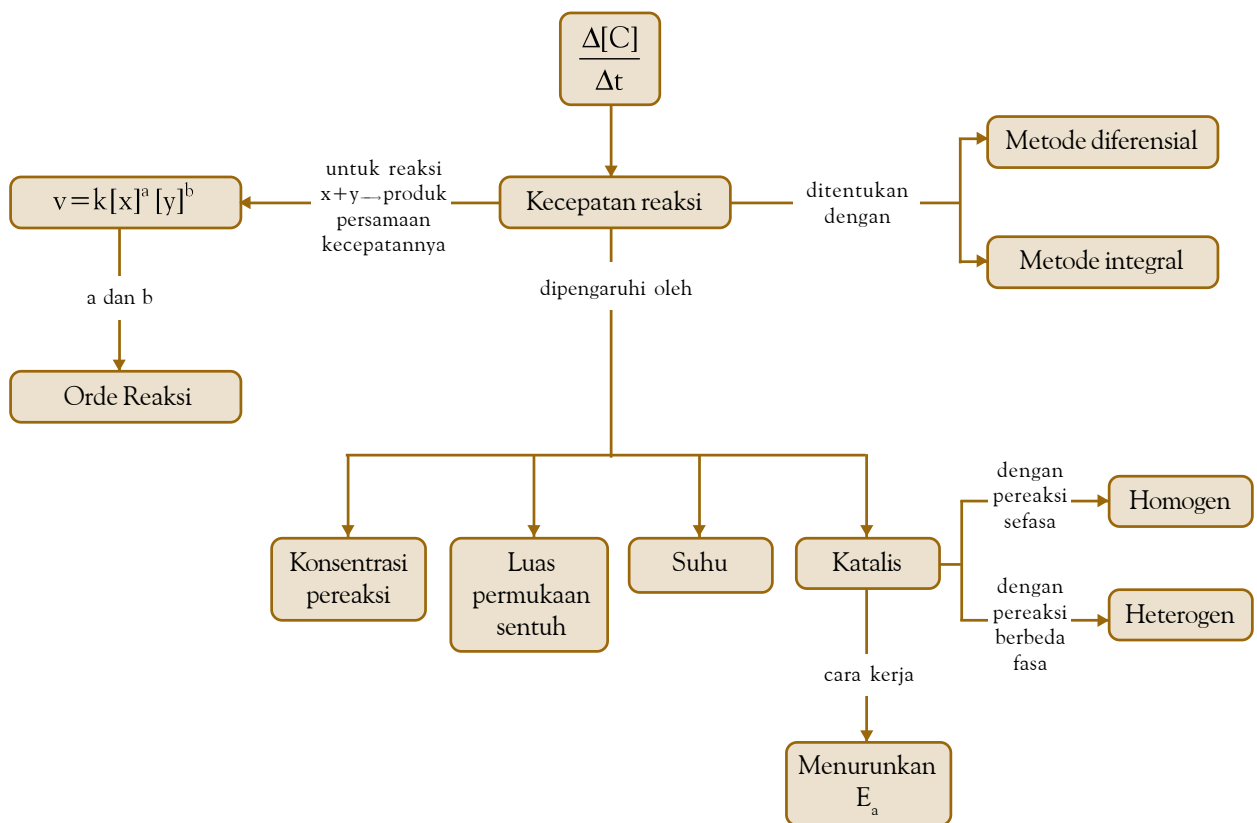 Δ[C]
Δt
Metode diferensial
untuk reaksi
x+y→produk
persamaan
kecepatannya
v=k[x]ᵃ [y]ᵇ
Kecepatan reaksi
ditentukan
dengan
Metode integral
a dan b
dipengaruhi oleh
Orde Reaksi
Konsentrasi
pereaksi
Luas
permukaan
sentuh
Suhu
Katalis
dengan
pereaksi
sefasa
Homogen
dengan
pereaksi
berbeda
fasa
Heterogen
cara kerja
Menurunkan
Eₐ